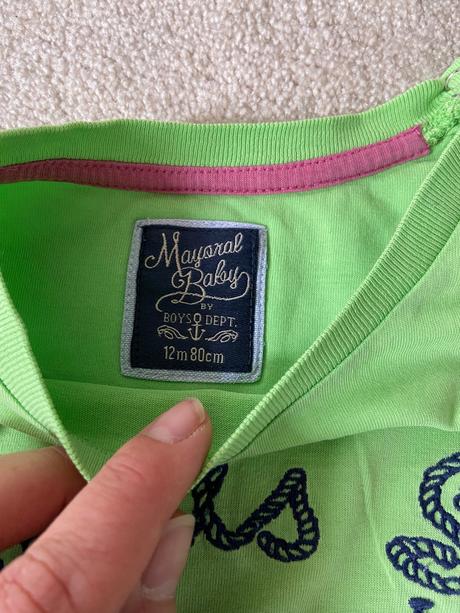 Mayoral
Baby
BY
BOYS DEPT.
12m 80cm